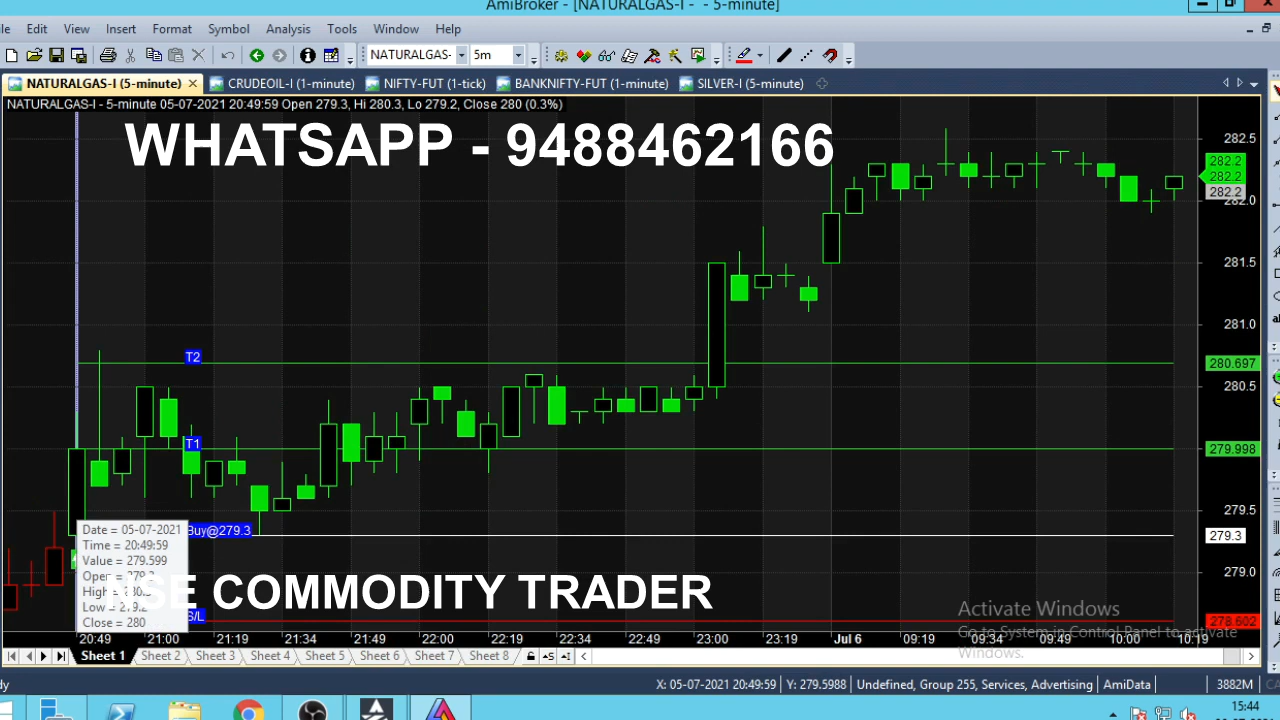 AmiBroker - [NATURALGAS-I - - 5-minute]
Edit View Insert Format Symbol Analysis Tools Window Help
NATURALGAS- 5m
NATURALGAS-I (5-minute) CRUDEOIL-I (1-minute) NIFTY-FUT (1-tick) BANKNIFTY-FUT (1-minute) SILVER-I (5-minute)
NATURALGAS-I - 5-minute 05-07-2021 20:49:59 Open 279.3, Hi 280.3, Lo 279.2, Close 280 (0.3%)
WHATSAPP - 9488462166
282.5
282.2
282.2
282.2
282.0
281.5
281.0
T2
280.697
280.5
T1
279.998
279.5
Buy@279.3
279.3
279.0
Date = 05-07-2021
Time = 20:49:59
Value = 279.599
Open
High
Low = 279.2
Close = 280
NSE COMMODITY TRADER
S/L
278.602
Activate Windows
Go to System in Control Panel to activate
Windows.
20:49 21:00 21:19 21:34 21:49 22:00 22:19 22:34 22:49 23:00 23:19 Jul 6 09:19 09:34 09:49 10:00 10:19
Sheet 1 Sheet 2 Sheet 3 Sheet 4 Sheet 5 Sheet 6 Sheet 7 Sheet 8
X: 05-07-2021 20:49:59 Y: 279.5988 Undefined, Group 255, Services, Advertising AmiData 3882M
15:44